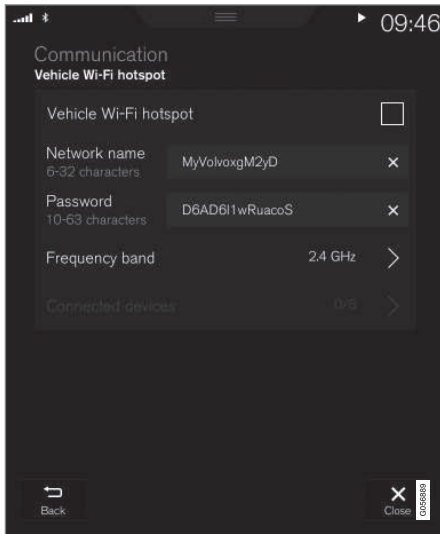 09:46
Communication
Vehicle Wi-Fi hotspot
Vehicle Wi-Fi hotspot
Network name
6-32 characters
MyVolvoxgM2yD
Password
10-63 characters
D6AD6I1wRuacoS
Frequency band
2.4 GHz
Connected devices
0/8
Back
Close
G056889